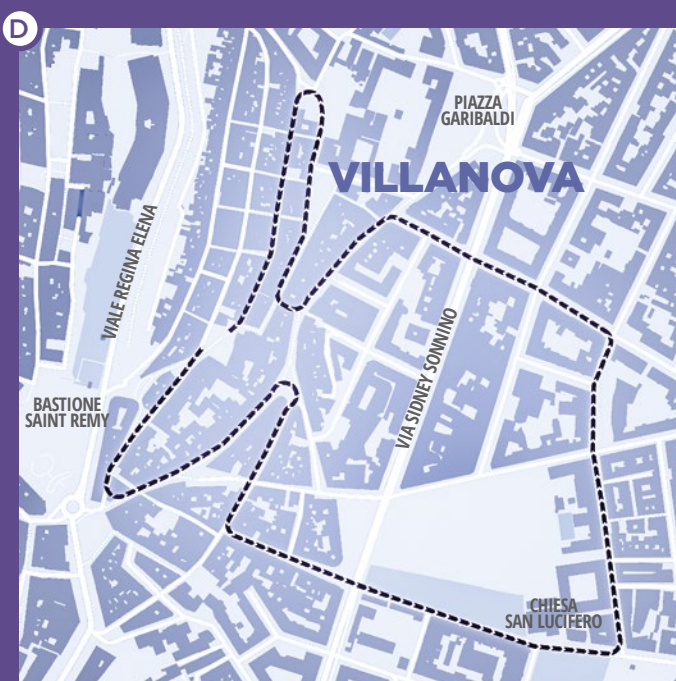 D
PIAZZA
GARIBALDI
VILLANOVA
VIALE REGINA ELENA
VIA SIDNEY SONNINO
BASTIONE
SAINT REMY
CHIESA
SAN LUCIFERO